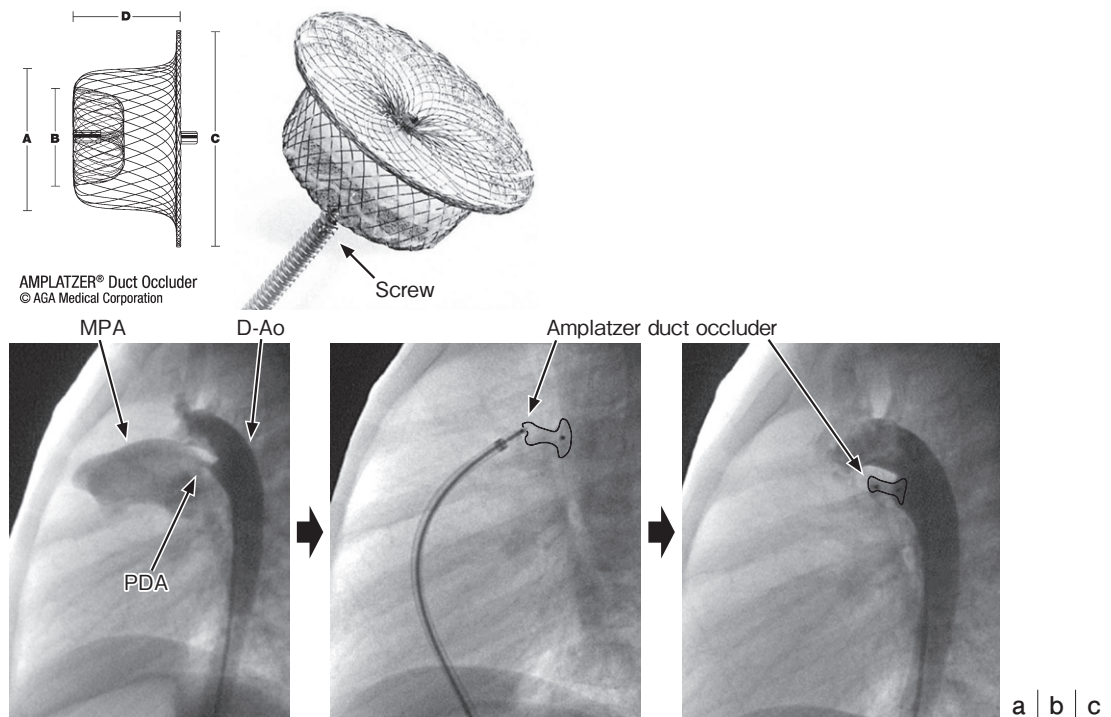 D
A
B
C
AMPLATZER® Duct Occluder
© AGA Medical Corporation
Screw
MPA
D-Ao
Amplatzer duct occluder
PDA
a | b | c